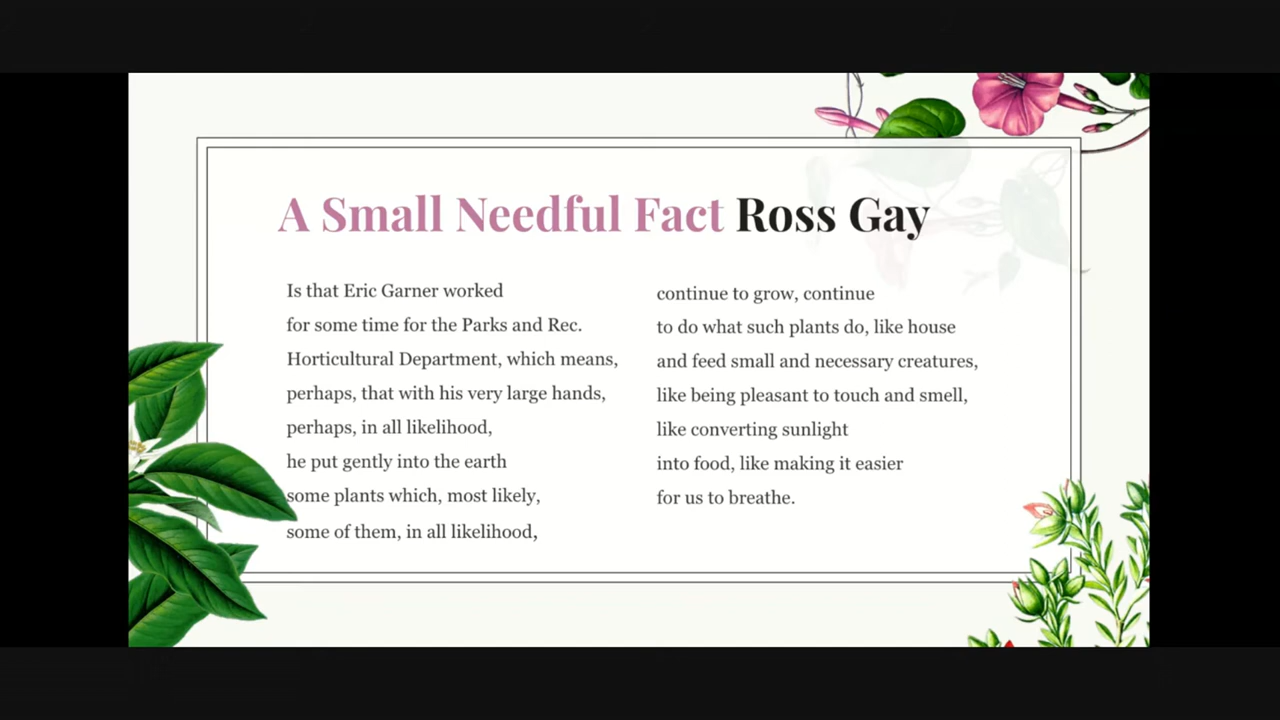 A Small Needful Fact Ross Gay
Is that Eric Garner worked
for some time for the Parks and Rec.
Horticultural Department, which means,
perhaps, that with his very large hands,
perhaps, in all likelihood,
he put gently into the earth
some plants which, most likely,
some of them, in all likelihood,
continue to grow, continue
to do what such plants do, like house
and feed small and necessary creatures,
like being pleasant to touch and smell,
like converting sunlight
into food, like making it easier
for us to breathe.